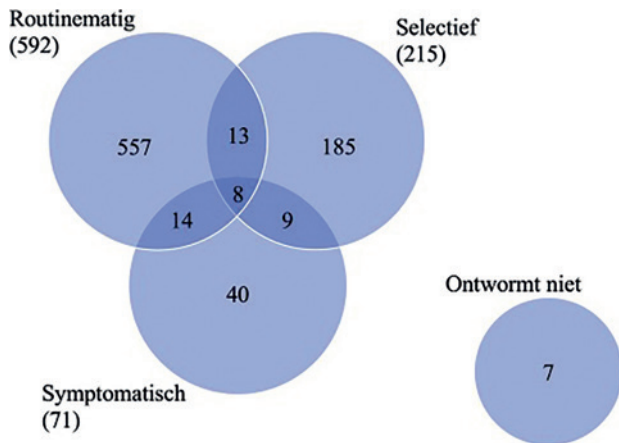 Routinematig
(592)
Selectief
(215)
557
13
185
8
14
9
40
Ontwormt niet
7
Symptomatisch
(71)